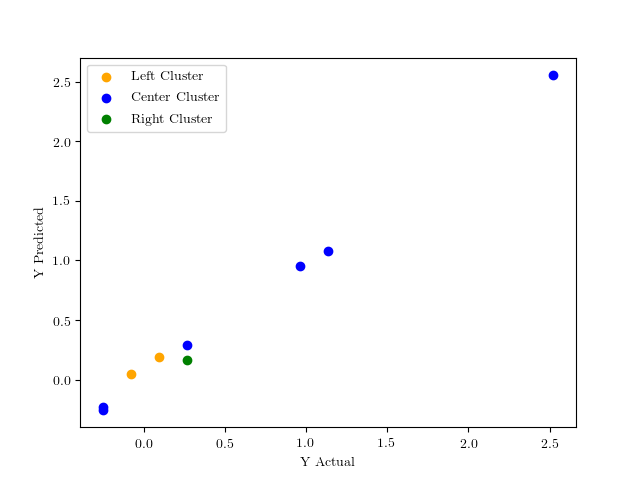 Left Cluster
Center Cluster
Right Cluster
2.5
2.0
1.5
1.0
0.5
0.0
Y Predicted
0.0 0.5 1.0 1.5 2.0 2.5
Y Actual